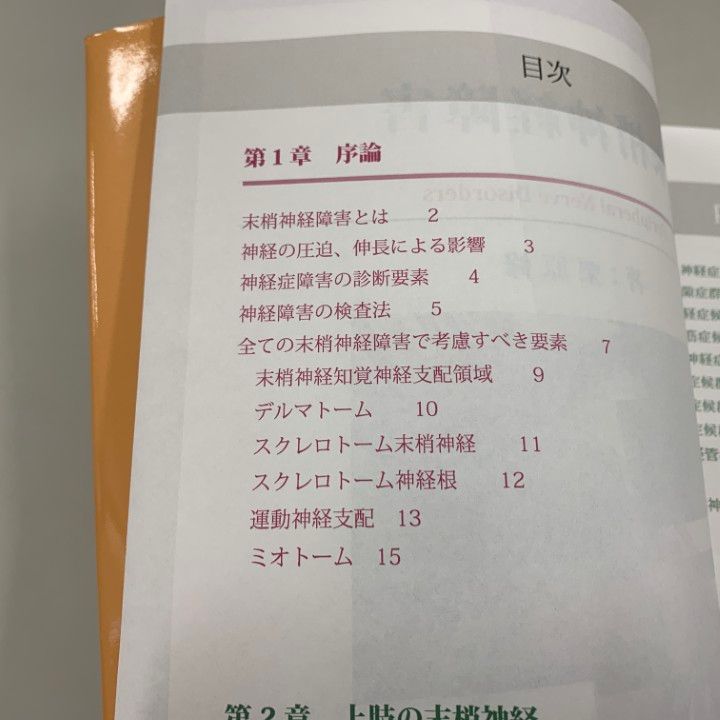 目次
第1章 序論
末梢神経障害とは 2
神経の圧迫、伸長による影響 3
神経症障害の診断要素 4
神経障害の検査法 5
全ての末梢神経障害で考慮すべき要素 7
末梢神経知覚神経支配領域 9
デルマトーム 10
スクレロトーム末梢神経 11
スクレロトーム神経根 12
運動神経支配 13
ミオトーム 15
第2章 上肢の末梢神経